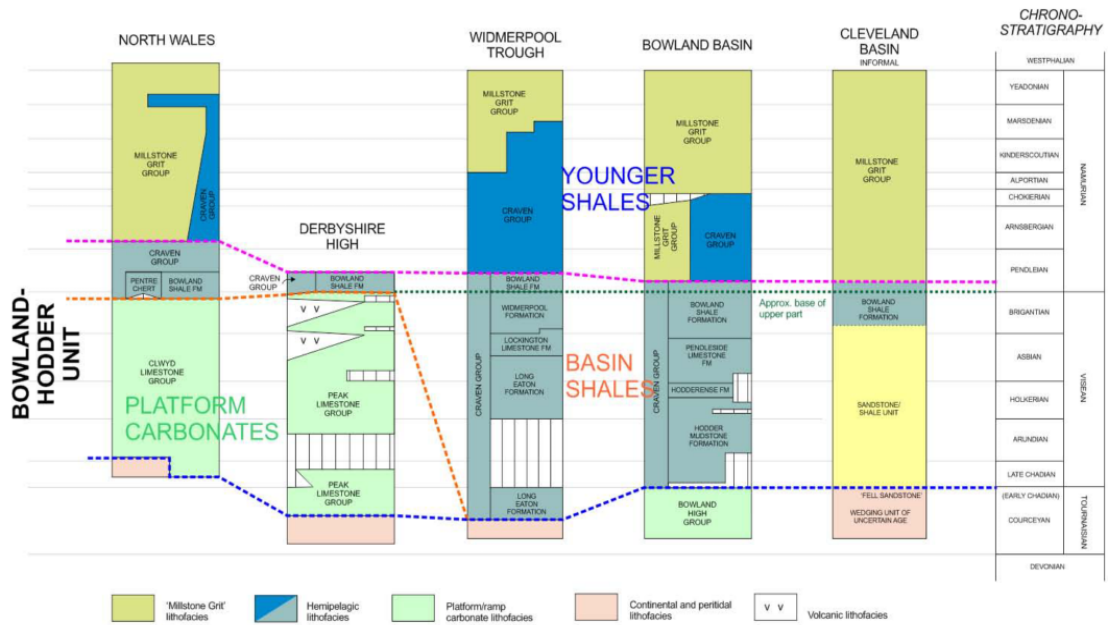 CHRONO-
STRATIGRAPHY
NORTH WALES
WIDMERPOOL
TROUGH
BOWLAND BASIN
CLEVELAND
BASIN
INFORMAL
DERBYSHIRE
HIGH
BOWLAND-
HODDER
UNIT
MILLSTONE
GRIT
GROUP
CRAVEN
GROUP
CRAVEN
GROUP
PENTRE
CHERT
BOWLAND
SHALE FM
CLWYD
LIMESTONE
GROUP
PLATFORM
CARBONATES
CRAVEN
GROUP
BOWLAND
SHALE FM
V V
V V
PEAK
LIMESTONE
GROUP
PEAK
LIMESTONE
GROUP
MILLSTONE
GRIT
GROUP
CRAVEN
GROUP
YOUNGER
SHALES
BOWLAND
SHALE FM
WIDMERPOOL
FORMATION
LOCKINGTON
LIMESTONE FM
LONG
EATON
FORMATION
CRAVEN GROUP
LONG
EATON
FORMATION
BASIN
SHALES
MILLSTONE
GRIT
GROUP
MILLSTONE
GRIT
GROUP
CRAVEN
GROUP
BOWLAND
SHALE
FORMATION
PENDLESIDE
LIMESTONE
FM
HODDERENSE FM
HODDER
MUDSTONE
FORMATION
CRAVEN GROUP
BOWLAND
HIGH
GROUP
Approx. base of
upper part
MILLSTONE
GRIT
GROUP
BOWLAND
SHALE
FORMATION
SANDSTONE/
SHALE UNIT
'FELL SANDSTONE'
WEDGING UNIT OF
UNCERTAIN AGE
WESTPHALIAN
YEADONIAN
MARSDENIAN
KINDERSCOUTIAN
ALPORTIAN
CHOKIERIAN
ARNSBERGIAN
PENDLEIAN
NAMURIAN
BRIGANTIAN
ASBIAN
HOLKERIAN
ARUNDIAN
LATE CHADIAN
VISEAN
(EARLY CHADIAN)
COURCEYAN
TOURNAISIAN
DEVONIAN
'Millstone Grit'
lithofacies
Hemipelagic
lithofacies
Platform/ramp
carbonate lithofacies
Continental and peritidal
lithofacies
V V
Volcanic lithofacies